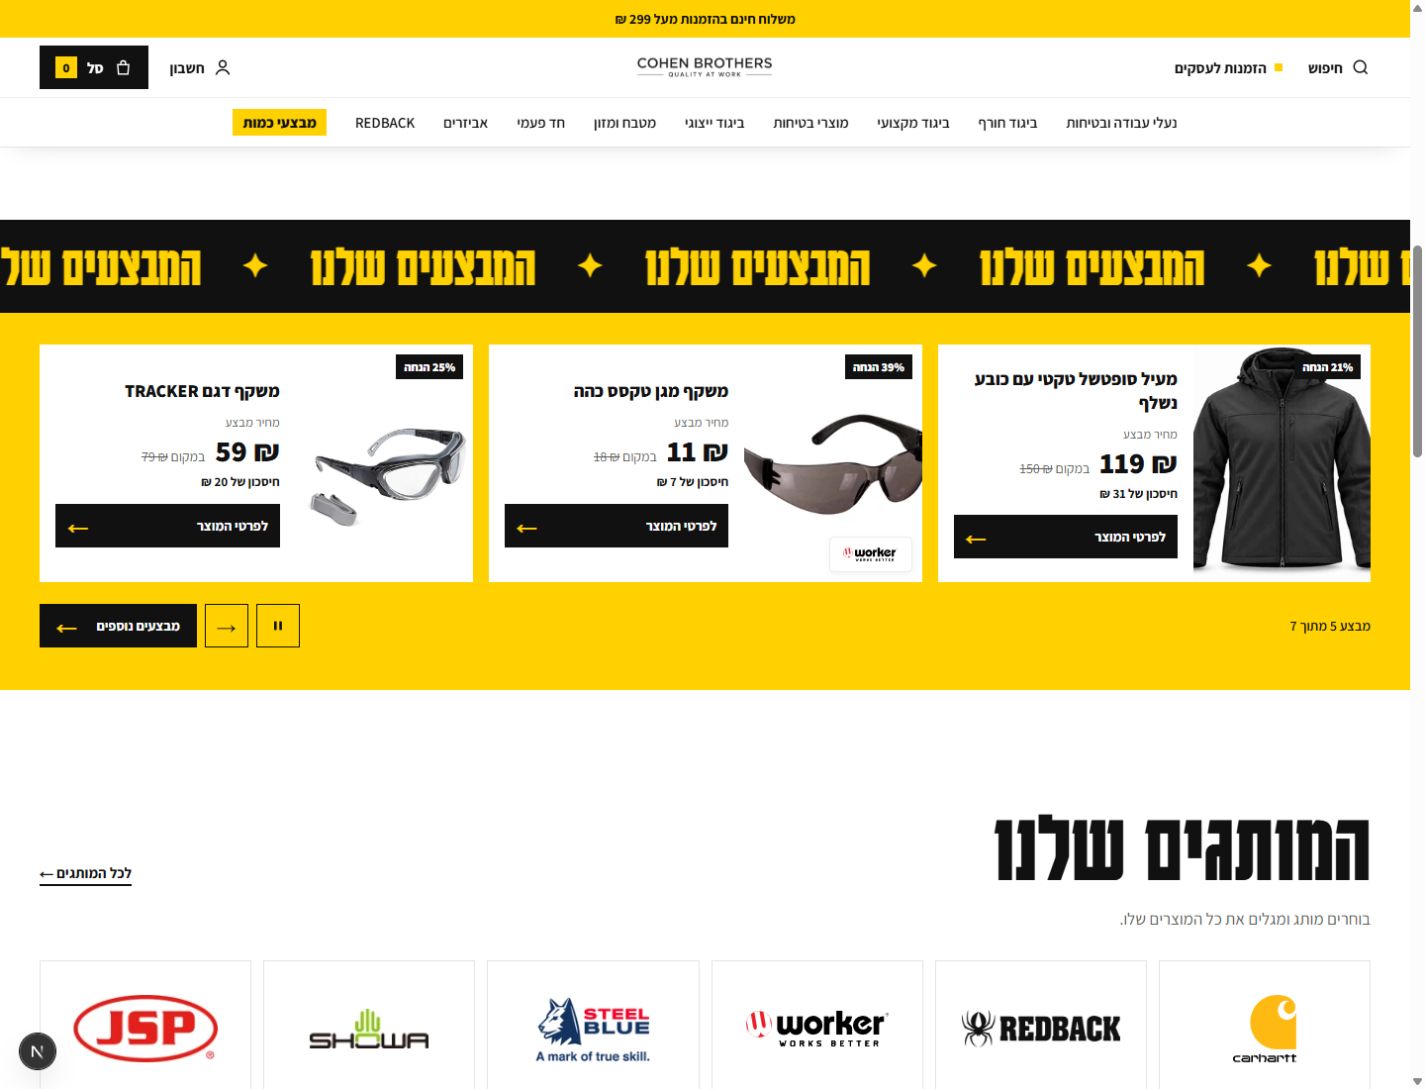 משלוח חינם בהזמנות מעל 299 ₪
חיפוש
הזמנות לעסקים
COHEN BROTHERS
QUALITY AT WORK
חשבון
סל
0
נעלי עבודה ובטיחות
ביגוד חורף
ביגוד מקצועי
מוצרי בטיחות
ביגוד ייצוגי
מטבח ומזון
חד פעמי
אביזרים
REDBACK
מבצעי כמות
שלנו ✦ המבצעים שלנו ✦ המבצעים שלנו ✦ המבצעים שלנו ✦ המבצעים של
21% הנחה
מעיל סופטשל טקטי עם כובע
נשלף
מחיר מבצע
₪ 119 במקום ₪ 150
חיסכון של 31 ₪
לפרטי המוצר ←
39% הנחה
משקף מגן טקסס כהה
מחיר מבצע
₪ 11 במקום ₪ 18
חיסכון של 7 ₪
לפרטי המוצר ←
worker
WORKS BETTER
25% הנחה
משקף דגם TRACKER
מחיר מבצע
₪ 59 במקום ₪ 79
חיסכון של 20 ₪
לפרטי המוצר ←
מבצע 5 מתוך 7
→
מבצעים נוספים ←
המותגים שלנו
לכל המותגים ←
בוחרים מותג ומגלים את כל המוצרים שלו.
carhartt
REDBACK
worker
WORKS BETTER
STEEL
BLUE
A mark of true skill.
SHOWA
JSP
N